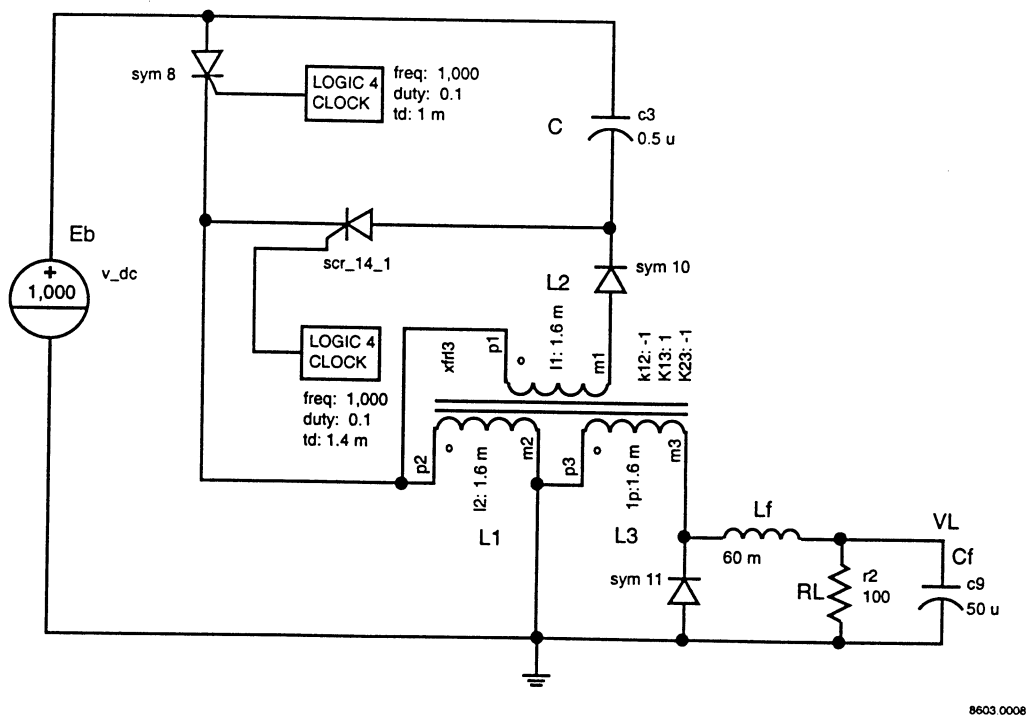 sym 8
LOGIC 4
CLOCK
freq: 1,000
duty: 0.1
td: 1 m
C
c3
0.5 u
Eb
v_dc
+
1,000
scr_14_1
sym 10
L2
LOGIC 4
CLOCK
freq: 1,000
duty: 0.1
td: 1.4 m
xfrl3
p1
l1: 1.6 m
m1
k12: -1
K13: 1
K23: -1
p2
l2: 1.6 m
m2
p3
1p:1.6 m
m3
L1
L3
Lf
60 m
VL
Cf
c9
50 u
sym 11
RL
r2
100
8603 0008